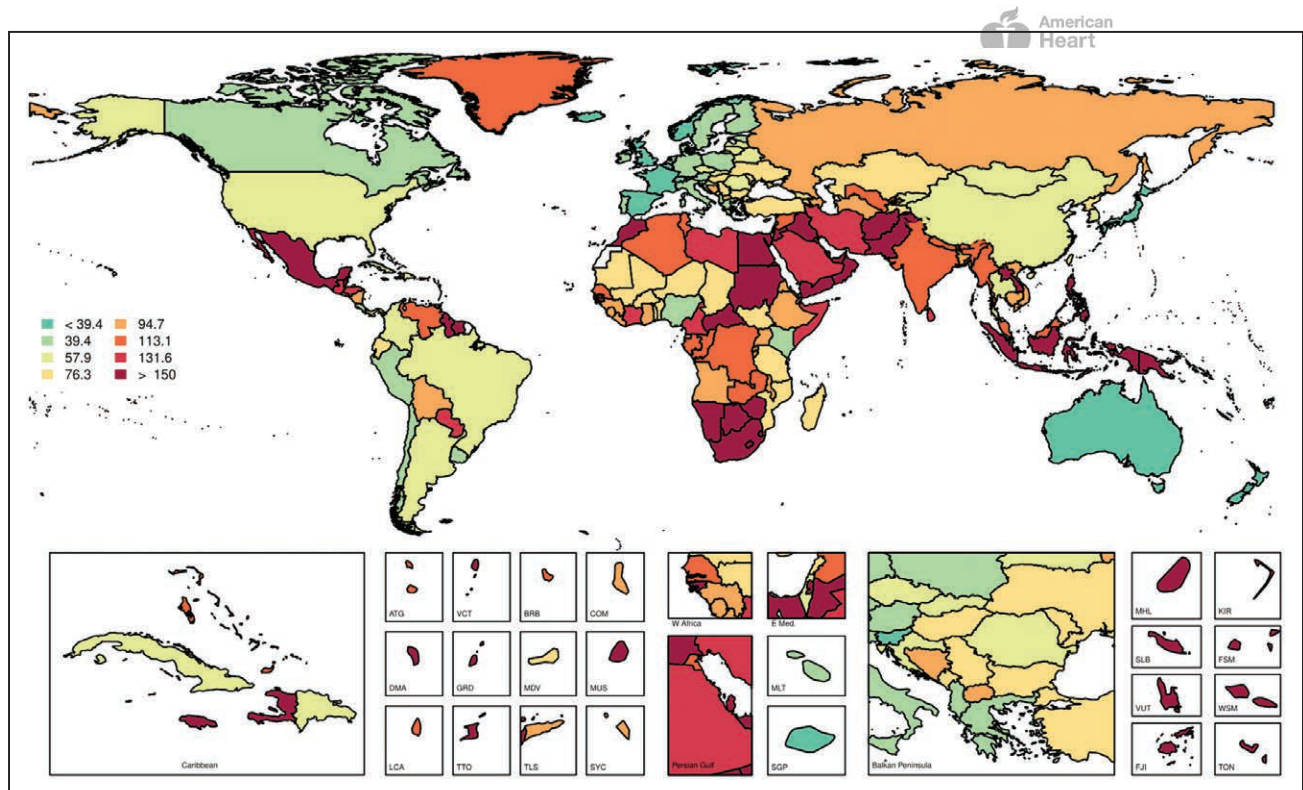 American
Heart
< 39.4
39.4
57.9
76.3
94.7
113.1
131.6
> 150
Caribbean
ATG
VCT
BRB
COM
DMA
GRD
MDV
MUS
LCA
TTO
TLS
SYC
W Africa
E Med.
Persian Gulf
MLT
SGP
Balkan Peninsula
MHL
KIR
SLB
FSM
VUT
WSM
FJI
TON